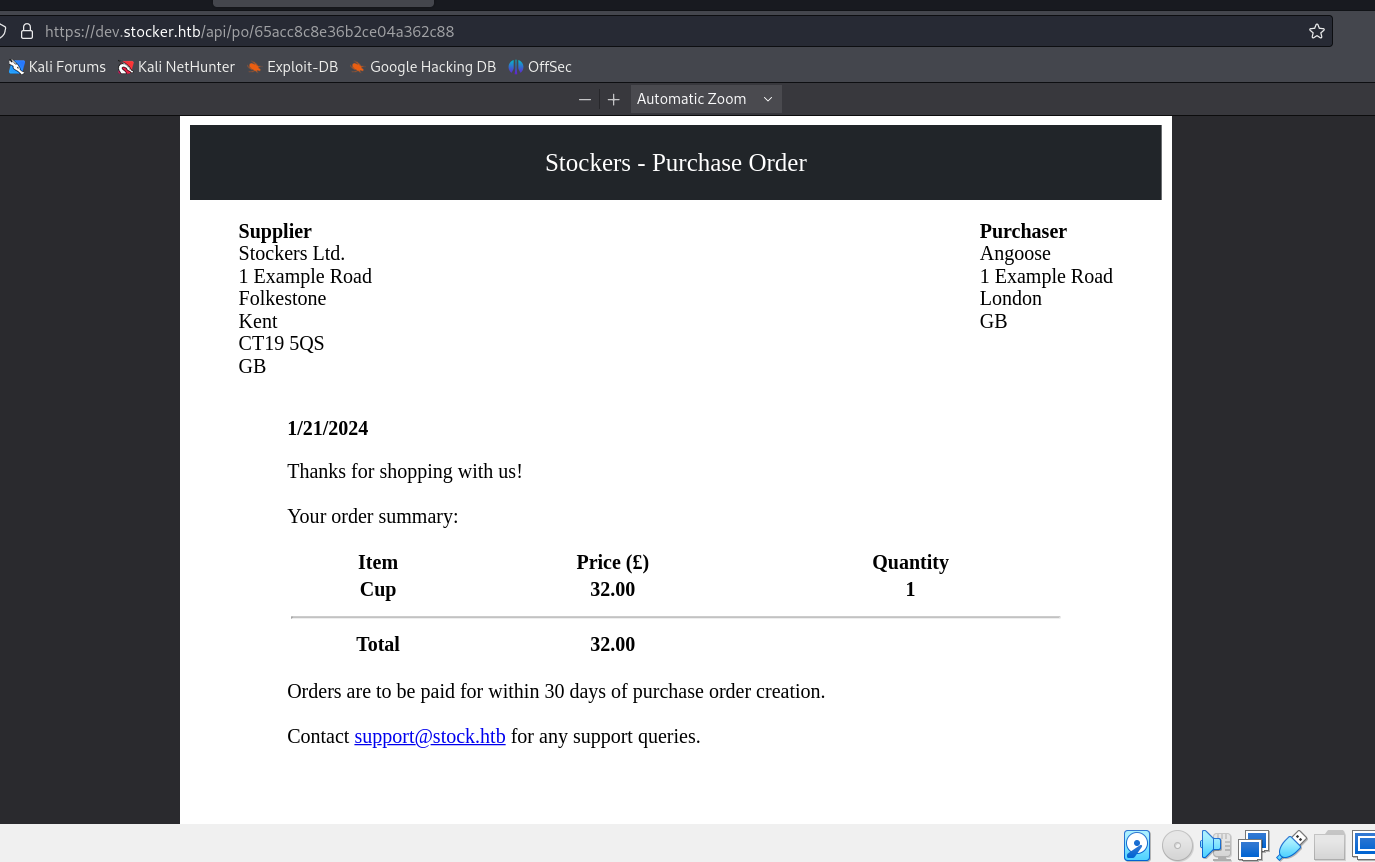 https://dev.stocker.htb/api/po/65acc8c8e36b2ce04a362c88
Kali Forums Kali NetHunter Exploit-DB Google Hacking DB OffSec
Automatic Zoom
Stockers - Purchase Order
Supplier
Stockers Ltd.
1 Example Road
Folkestone
Kent
CT19 5QS
GB
Purchaser
Angoose
1 Example Road
London
GB
1/21/2024
Thanks for shopping with us!
Your order summary:
Item Price (£) Quantity
Cup 32.00 1
Total 32.00
Orders are to be paid for within 30 days of purchase order creation.
Contact support@stock.htb for any support queries.